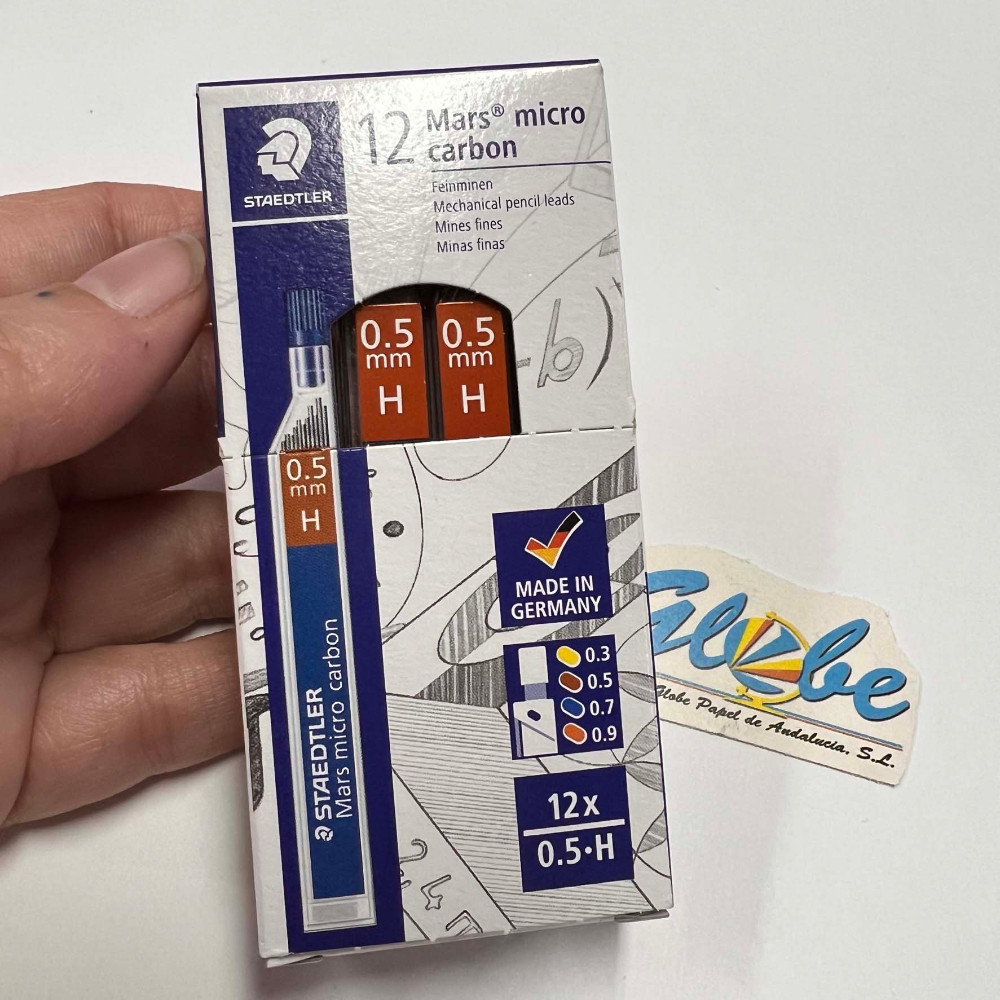 STAEDTLER
12
Mars® micro
carbon
Feinminen
Mechanical pencil leads
Mines fines
Minas finas
0.5
mm
H
0.5
mm
H
-b)
0.5
mm
H
STAEDTLER
Mars micro carbon
MADE IN
GERMANY
0.3
0.5
0.7
0.9
12x
0.5•H
Globe
Globe Papel de Andalucia, S.L.